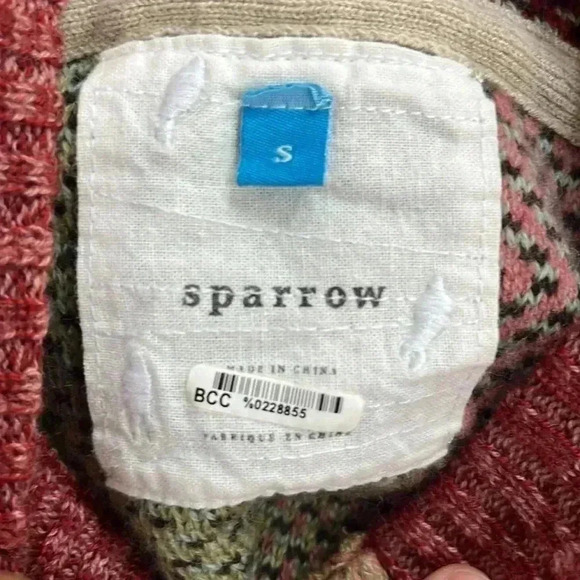 S
sparrow
MADE IN CHINA
BCC %0228855
FABRIQUE EN CHINE